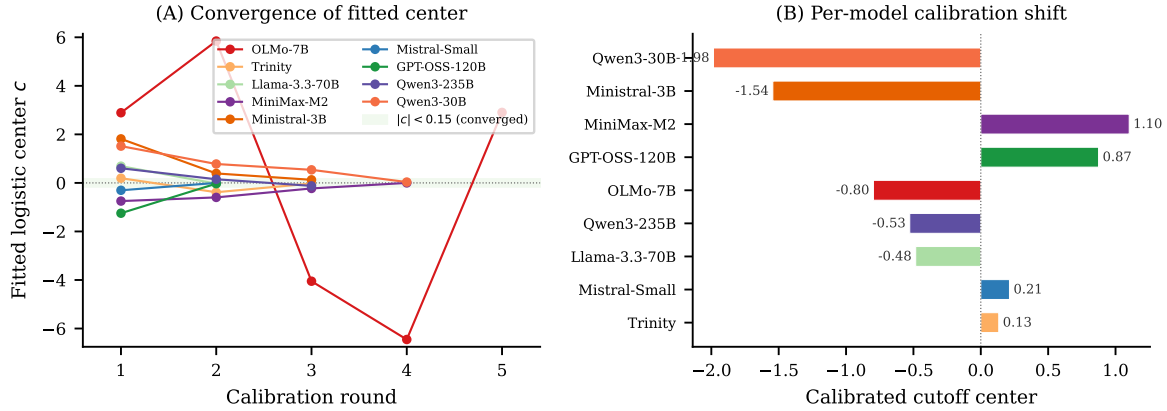 (A) Convergence of fitted center
Fitted logistic center c
6
4
2
0
−2
−4
−6
OLMo-7B
Trinity
Llama-3.3-70B
MiniMax-M2
Ministral-3B
Mistral-Small
GPT-OSS-120B
Qwen3-235B
Qwen3-30B
|c| < 0.15 (converged)
1 2 3 4 5
Calibration round
(B) Per-model calibration shift
Qwen3-30B -1.98
Ministral-3B -1.54
MiniMax-M2 1.10
GPT-OSS-120B 0.87
OLMo-7B -0.80
Qwen3-235B -0.53
Llama-3.3-70B -0.48
Mistral-Small 0.21
Trinity 0.13
−2.0 −1.5 −1.0 −0.5 0.0 0.5 1.0
Calibrated cutoff center